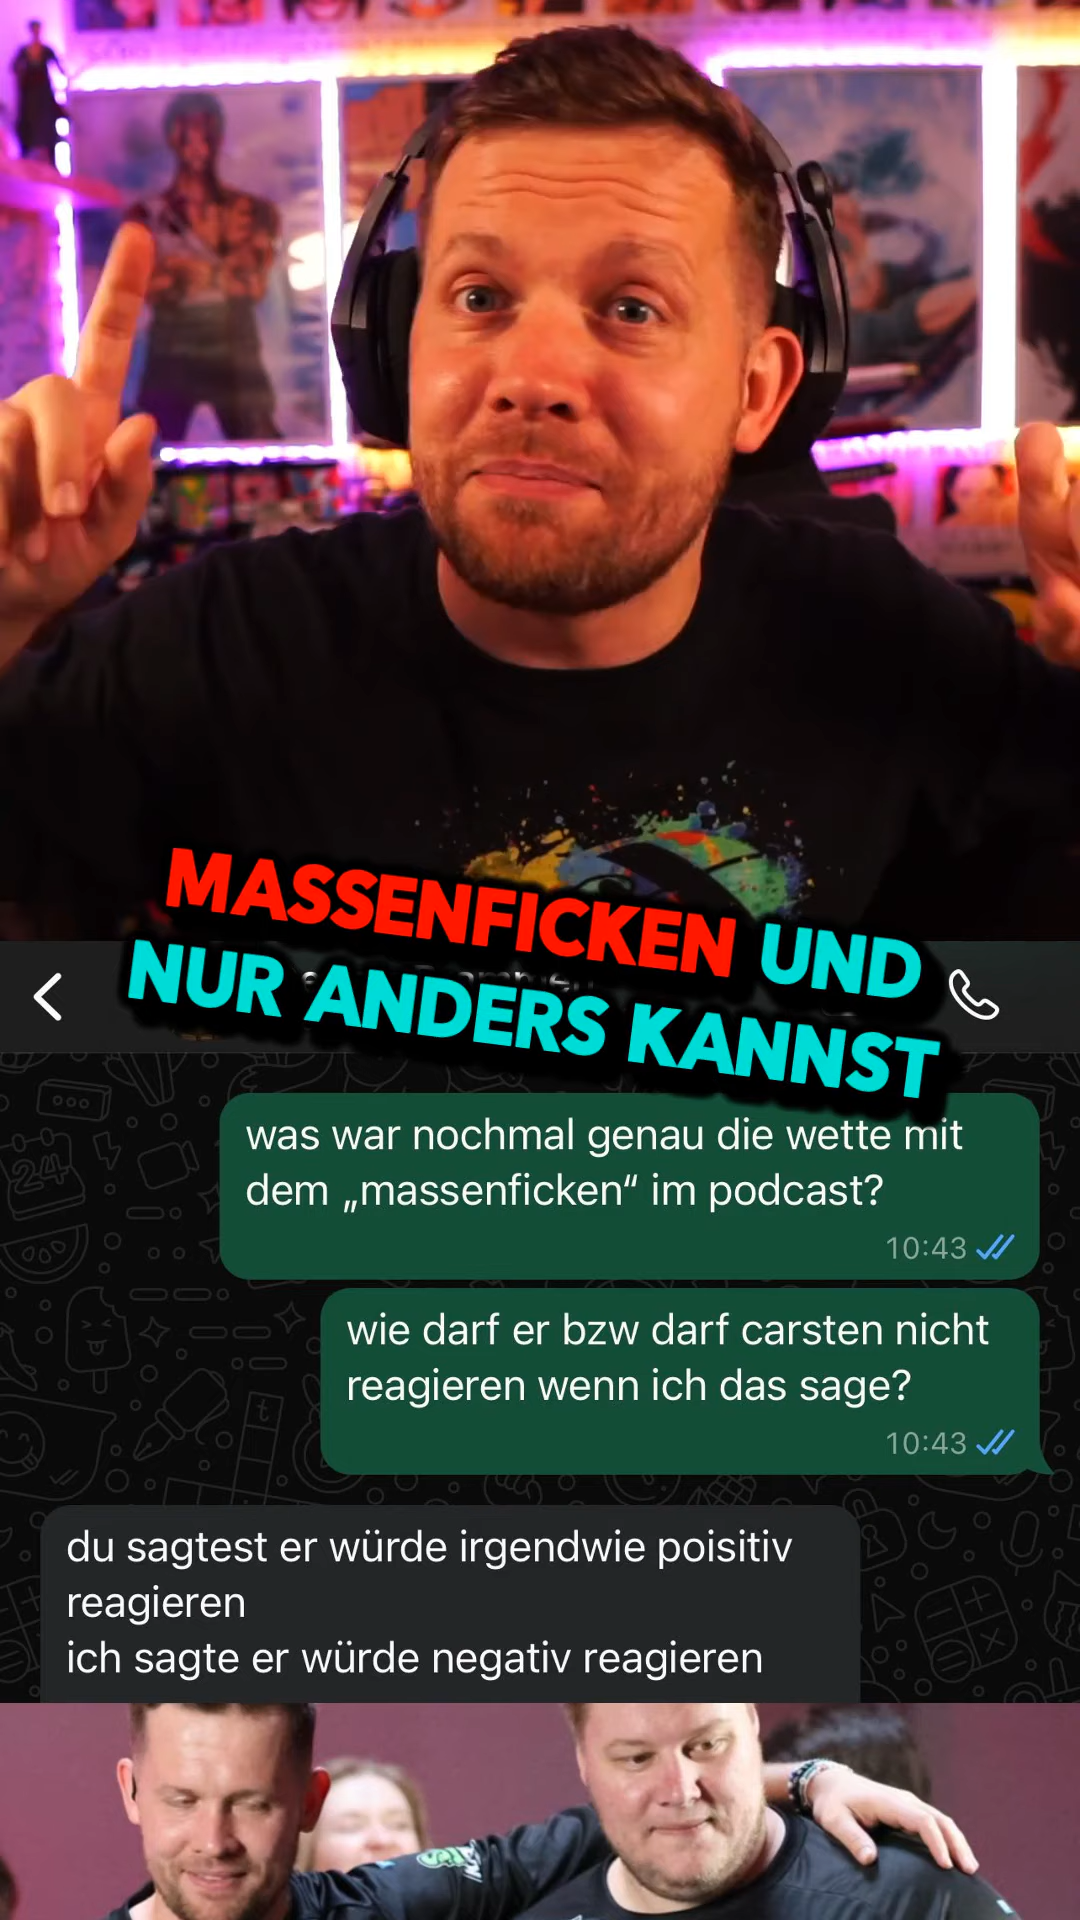 MASSENFICKEN UND
NUR ANDERS KANNST
was war nochmal genau die wette mit
dem „massenficken“ im podcast?
10:43
wie darf er bzw darf carsten nicht
reagieren wenn ich das sage?
10:43
du sagtest er würde irgendwie poisitiv
reagieren
ich sagte er würde negativ reagieren
24